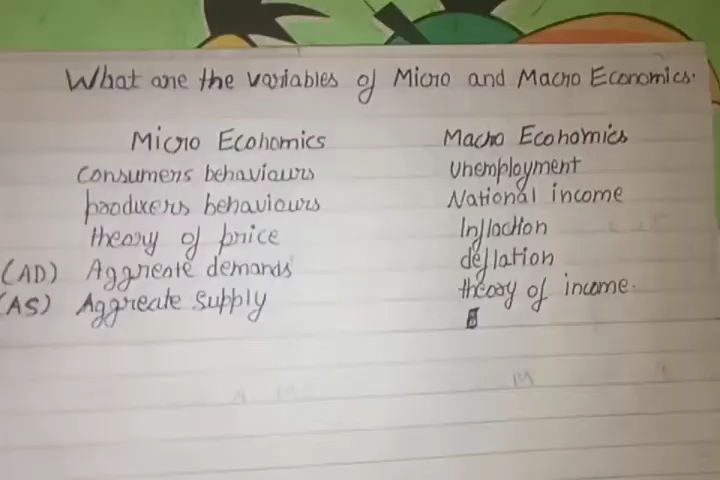 What are the variables of Micro and Macro Economics.
Micro Economics
consumers behaviours
producers behaviours
theory of price
(AD) Aggreate demands
(AS) Aggreate supply
Macro Economics
Unemployment
National income
Inflaction
deflation
theory of income.